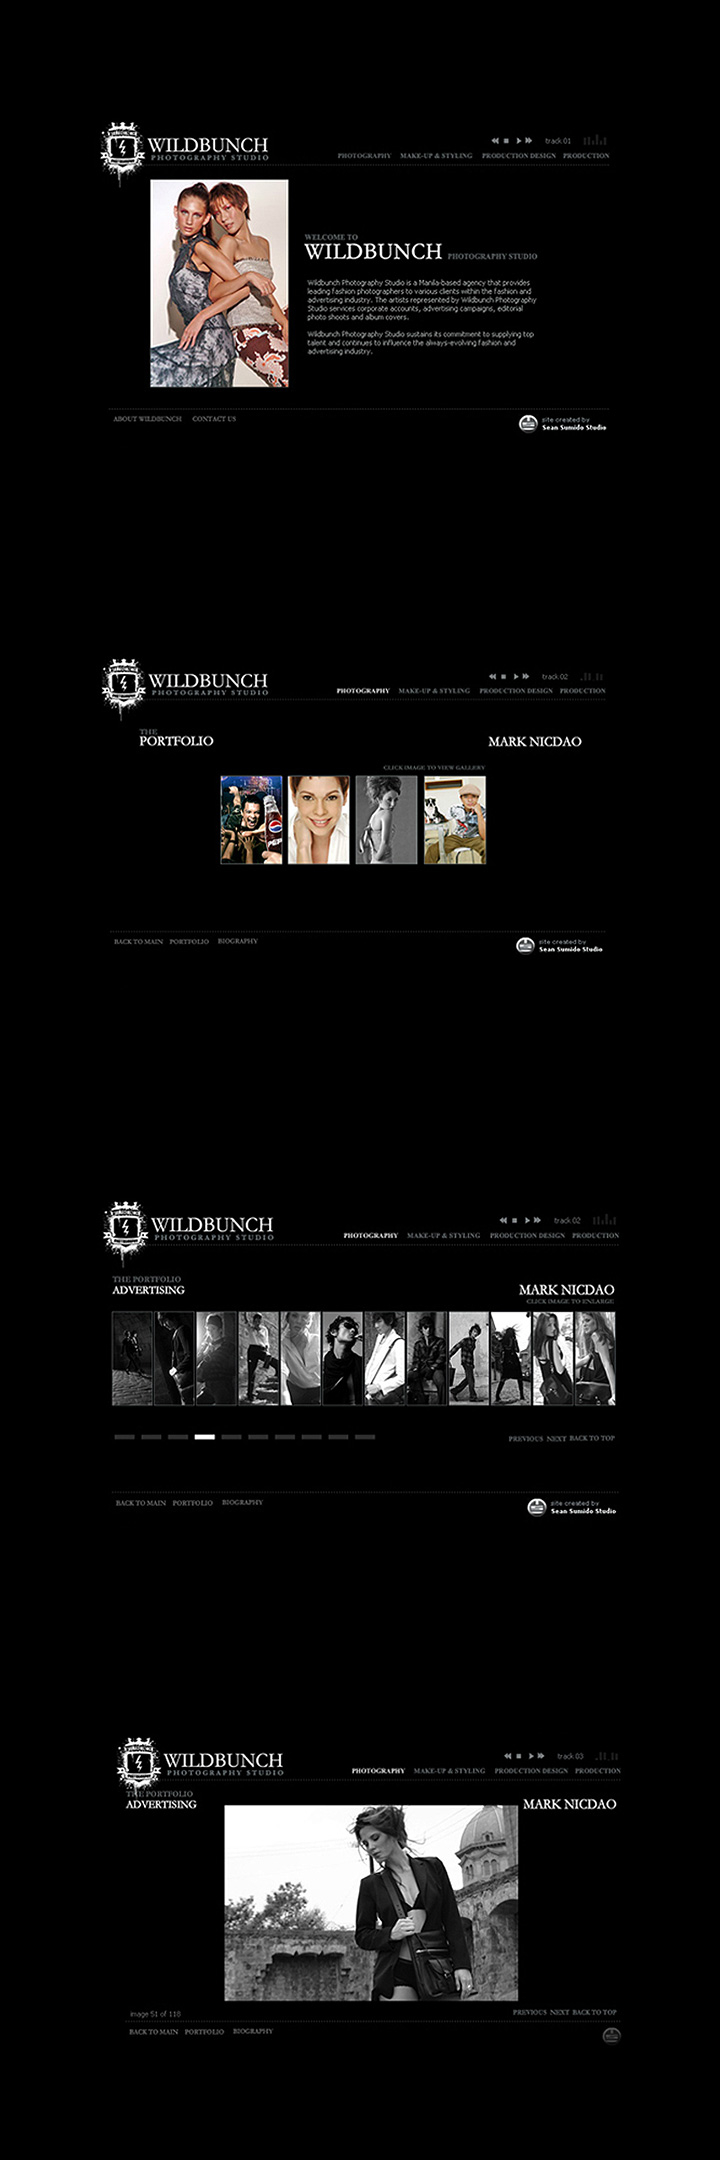 WILDBUNCH
PHOTOGRAPHY STUDIO
track 01
PHOTOGRAPHY MAKE-UP & STYLING PRODUCTION DESIGN PRODUCTION
WELCOME TO
WILDBUNCH PHOTOGRAPHY STUDIO
Wildbunch Photography Studio is a Manila-based agency that provides
leading fashion photographers to various clients within the fashion and
advertising industry. The artists represented by Wildbunch Photography
Studio services corporate accounts, advertising campaigns, editorial
photo shoots and album covers.
Wildbunch Photography Studio sustains its commitment to supplying top
talent and continues to influence the always-evolving fashion and
advertising industry.
ABOUT WILDBUNCH CONTACT US
site created by
Sean Sumido Studio
WILDBUNCH
PHOTOGRAPHY STUDIO
track 02
PHOTOGRAPHY MAKE-UP & STYLING PRODUCTION DESIGN PRODUCTION
THE
PORTFOLIO
MARK NICDAO
CLICK IMAGE TO VIEW GALLERY
BACK TO MAIN PORTFOLIO BIOGRAPHY
site created by
Sean Sumido Studio
WILDBUNCH
PHOTOGRAPHY STUDIO
track 02
PHOTOGRAPHY MAKE-UP & STYLING PRODUCTION DESIGN PRODUCTION
THE PORTFOLIO
ADVERTISING
MARK NICDAO
CLICK IMAGE TO ENLARGE
PREVIOUS NEXT BACK TO TOP
BACK TO MAIN PORTFOLIO BIOGRAPHY
site created by
Sean Sumido Studio
WILDBUNCH
PHOTOGRAPHY STUDIO
track 03
PHOTOGRAPHY MAKE-UP & STYLING PRODUCTION DESIGN PRODUCTION
THE PORTFOLIO
ADVERTISING
MARK NICDAO
image 51 of 118
PREVIOUS NEXT BACK TO TOP
BACK TO MAIN PORTFOLIO BIOGRAPHY